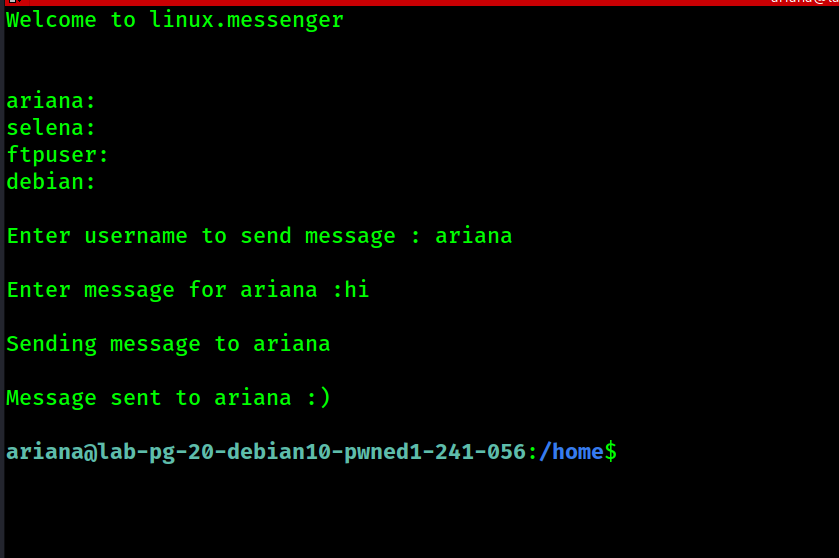 Welcome to linux.messenger
ariana:
selena:
ftpuser:
debian:
Enter username to send message : ariana
Enter message for ariana :hi
Sending message to ariana
Message sent to ariana :)
ariana@lab-pg-20-debian10-pwned1-241-056:/home$